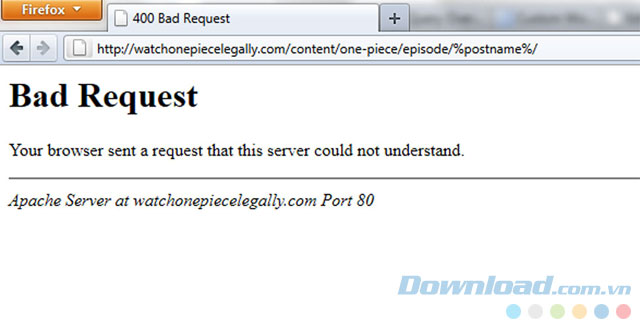 Firefox
400 Bad Request
http://watchonepiecelegally.com/content/one-piece/episode/%postname%/
Bad Request
Your browser sent a request that this server could not understand.
Apache Server at watchonepiecelegally.com Port 80
Download.com.vn